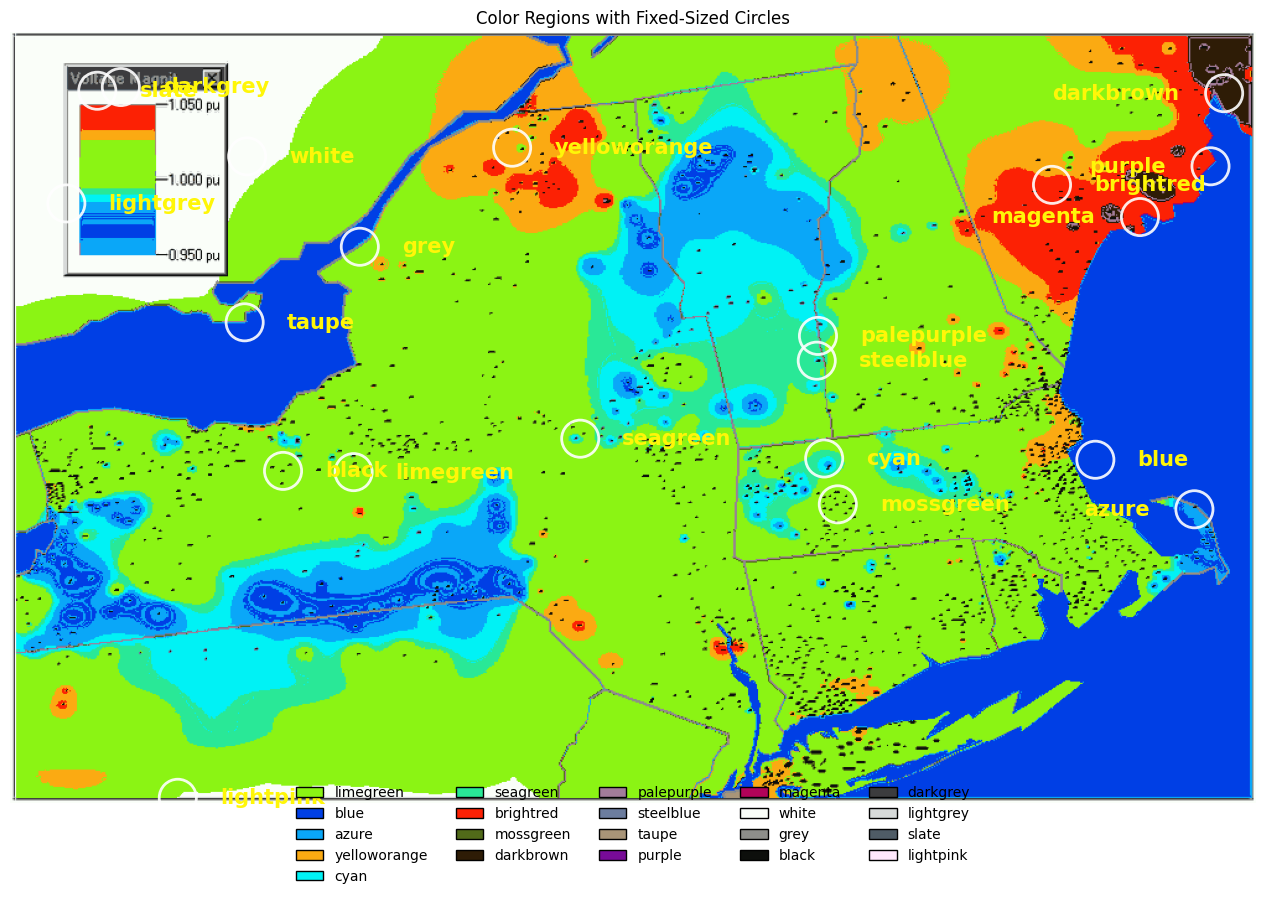 Color Regions with Fixed-Sized Circles
Voltage Magnit
slate
darkgrey
1.050 pu
1.000 pu
0.950 pu
white
lightgrey
grey
taupe
yelloworange
darkbrown
purple
brightred
magenta
palepurple
steelblue
seagreen
black
limegreen
cyan
blue
mossgreen
azure
lightpink
limegreen
blue
azure
yelloworange
cyan
seagreen
brightred
mossgreen
darkbrown
palepurple
steelblue
taupe
purple
magenta
white
grey
black
darkgrey
lightgrey
slate
lightpink